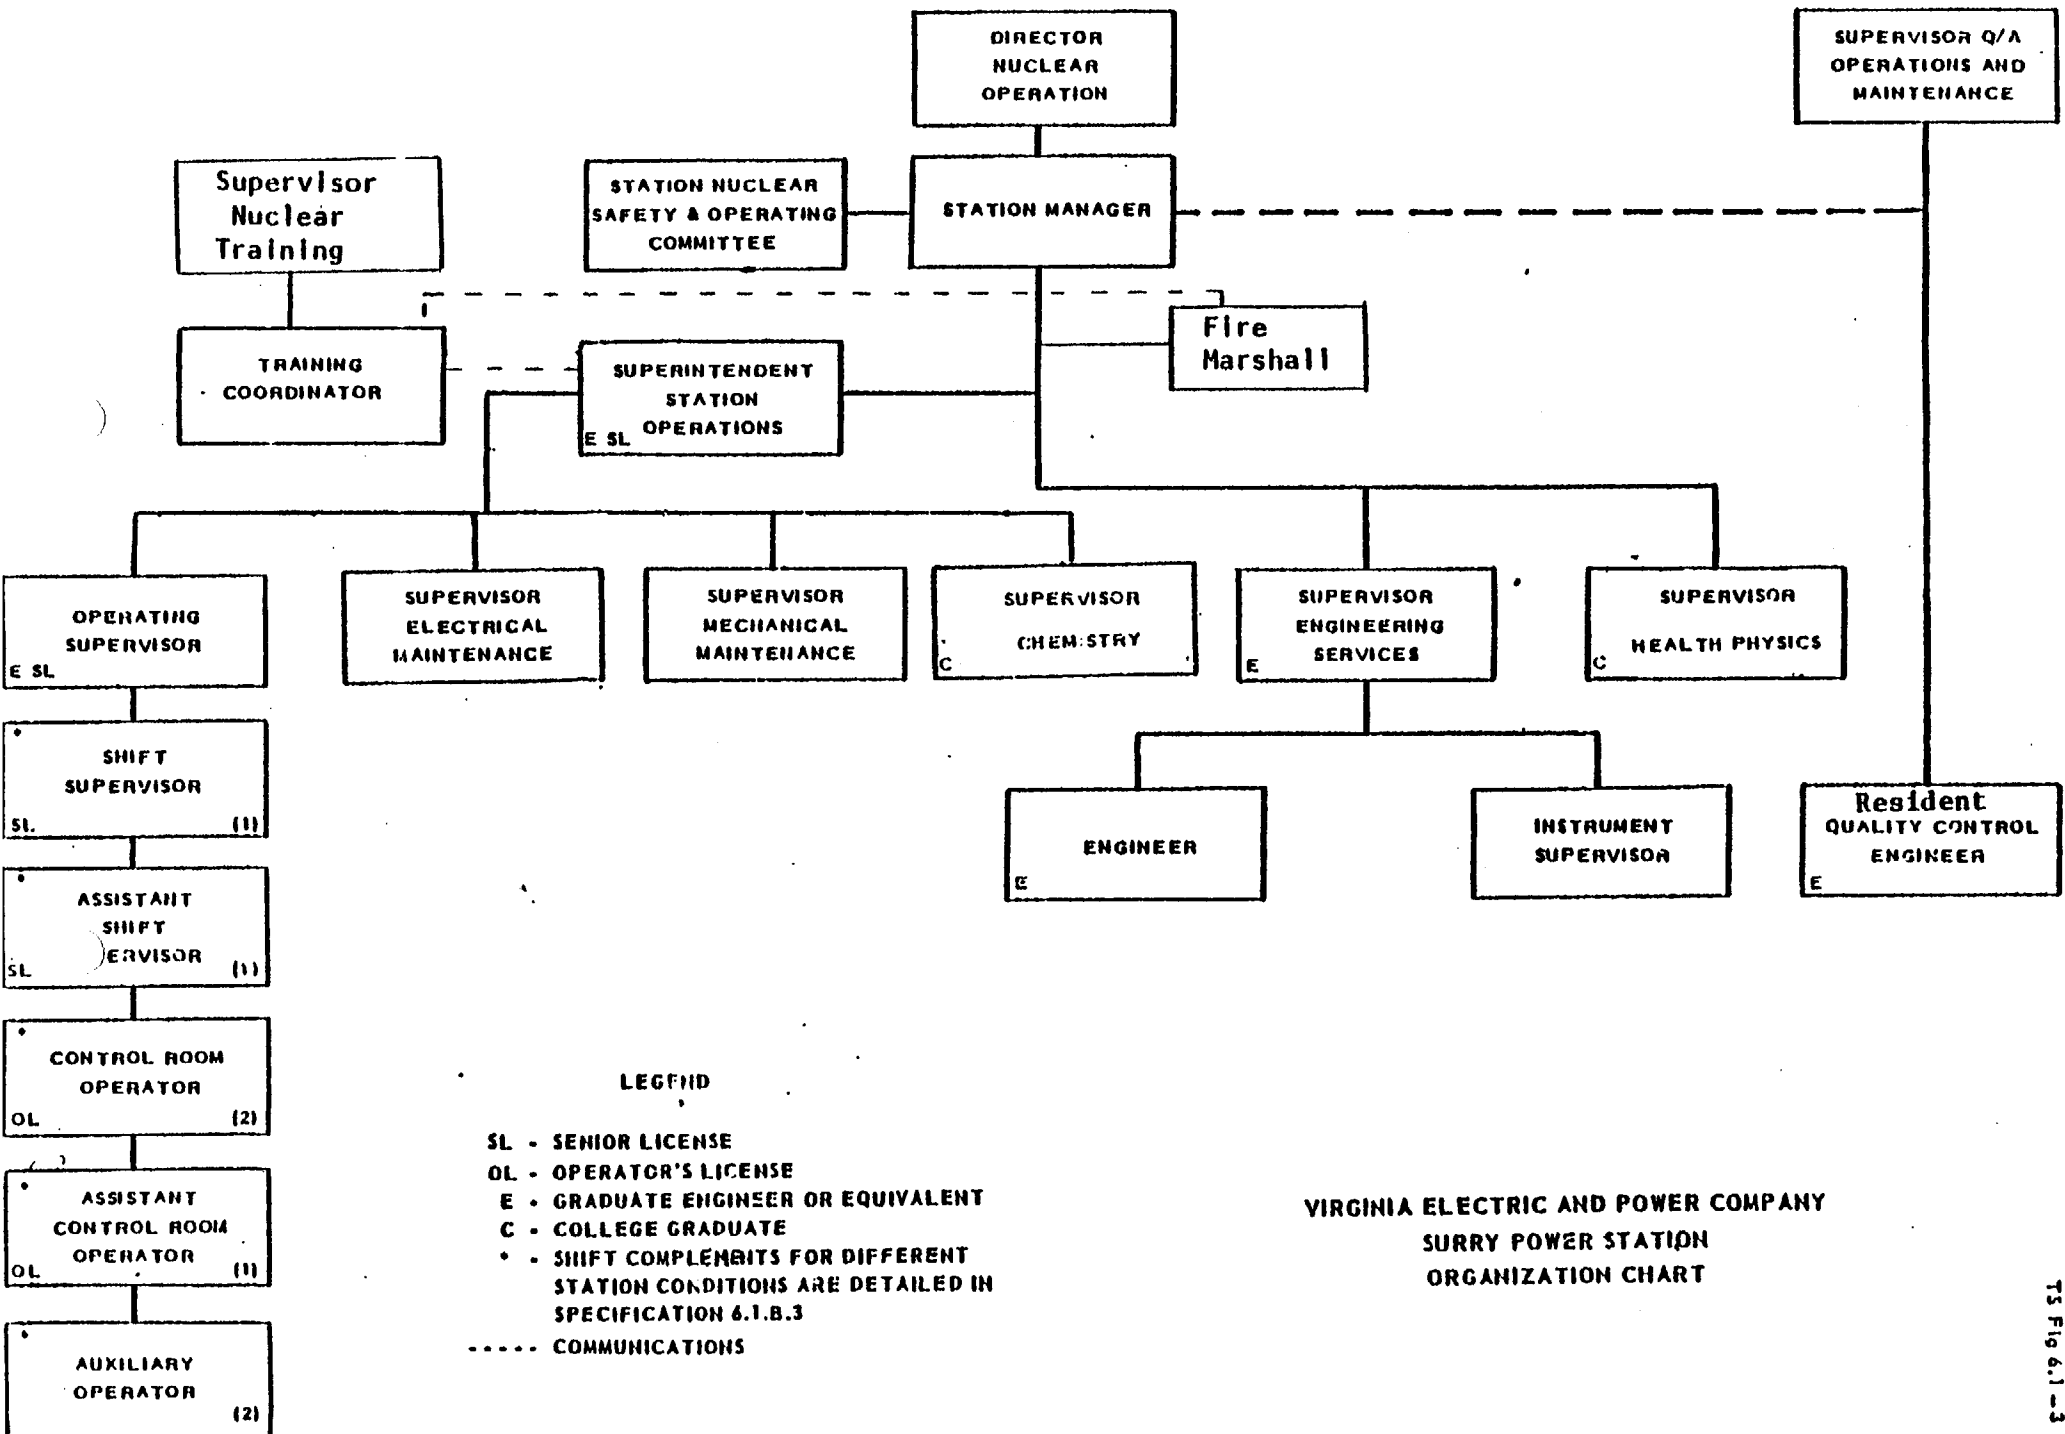 DIRECTOR
NUCLEAR
OPERATION
SUPERVISOR Q/A
OPERATIONS AND
MAINTENANCE
Supervisor
Nuclear
Training
STATION NUCLEAR
SAFETY & OPERATING
COMMITTEE
STATION MANAGER
Fire
Marshall
TRAINING
COORDINATOR
SUPERINTENDENT
STATION
OPERATIONS
E SL
OPERATING
SUPERVISOR
E SL
SUPERVISOR
ELECTRICAL
MAINTENANCE
SUPERVISOR
MECHANICAL
MAINTENANCE
SUPERVISOR
CHEMISTRY
C
SUPERVISOR
ENGINEERING
SERVICES
E
SUPERVISOR
HEALTH PHYSICS
C
*
SHIFT
SUPERVISOR
SL (1)
ENGINEER
E
INSTRUMENT
SUPERVISOR
Resident
QUALITY CONTROL
ENGINEER
E
*
ASSISTANT
SHIFT
ERVISOR
SL (1)
*
CONTROL ROOM
OPERATOR
OL (2)
*
ASSISTANT
CONTROL ROOM
OPERATOR
OL (1)
*
AUXILIARY
OPERATOR
(2)
LEGEND
SL - SENIOR LICENSE
OL - OPERATOR'S LICENSE
E - GRADUATE ENGINEER OR EQUIVALENT
C - COLLEGE GRADUATE
* - SHIFT COMPLEMENTS FOR DIFFERENT
STATION CONDITIONS ARE DETAILED IN
SPECIFICATION 6.1.B.3
----- COMMUNICATIONS
VIRGINIA ELECTRIC AND POWER COMPANY
SURRY POWER STATION
ORGANIZATION CHART
TS Fig 6.1-3